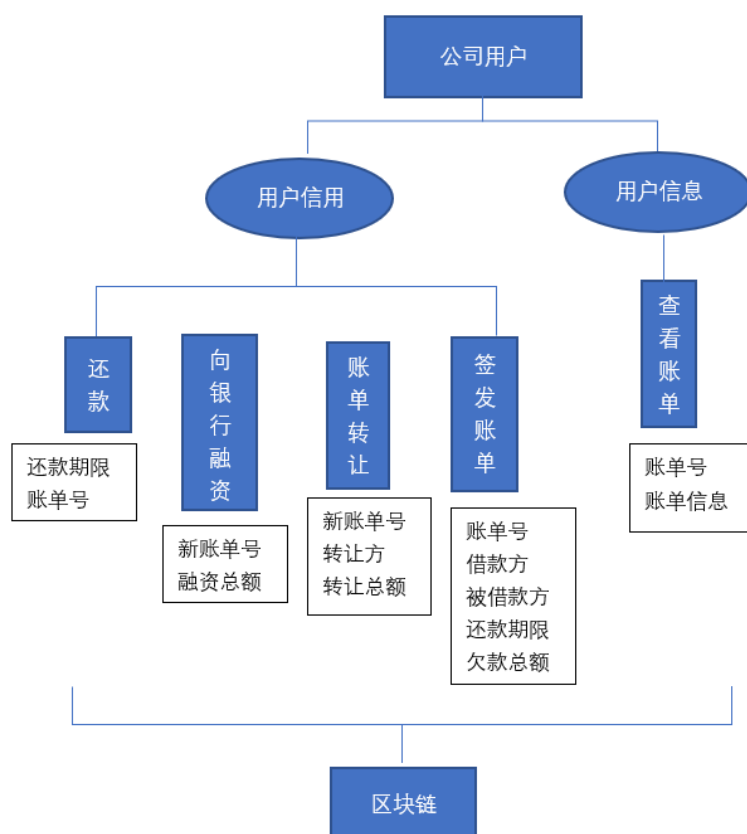 公司用户
用户信用
用户信息
还款
向银行融资
账单转让
签发账单
查看账单
还款期限
账单号
新账单号
融资总额
新账单号
转让方
转让总额
账单号
借款方
被借款方
还款期限
欠款总额
账单号
账单信息
区块链